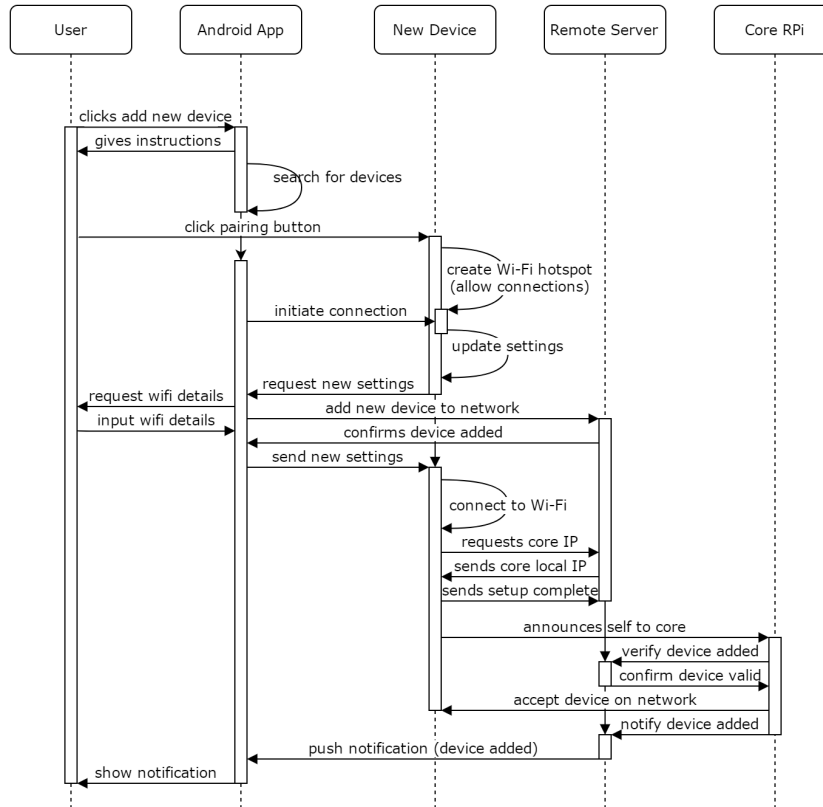 User
Android App
New Device
Remote Server
Core RPi
clicks add new device
gives instructions
search for devices
click pairing button
create Wi-Fi hotspot
(allow connections)
initiate connection
update settings
request new settings
request wifi details
add new device to network
input wifi details
confirms device added
send new settings
connect to Wi-Fi
requests core IP
sends core local IP
sends setup complete
announces self to core
verify device added
confirm device valid
accept device on network
notify device added
push notification (device added)
show notification